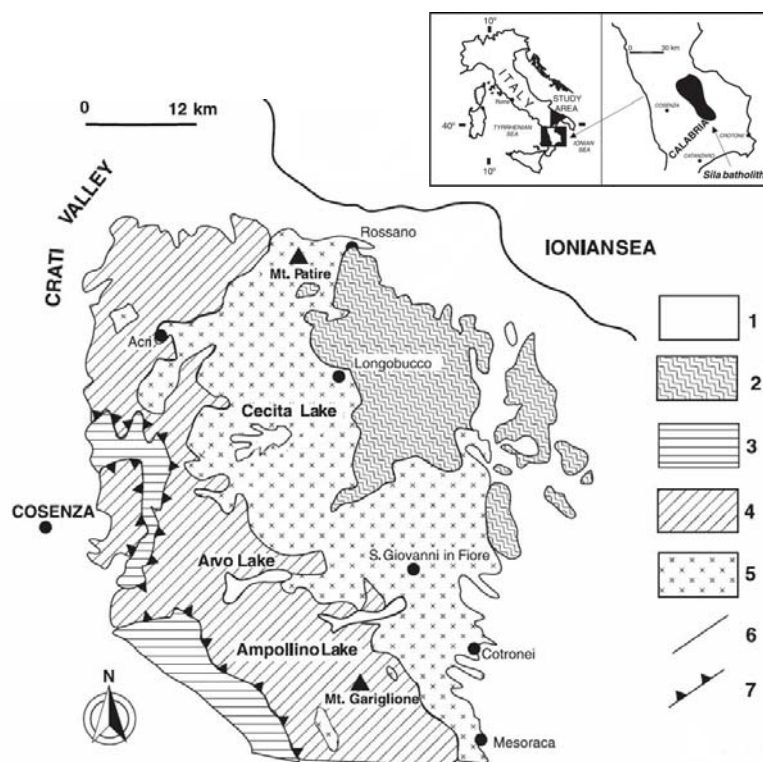 10°
ITALY
Rome
STUDY
AREA
40°
TYRRHENIAN
SEA
IONIAN
SEA
10°
0 30 km
COSENZA
CALABRIA
CROTONE
CATANZARO
Sila batholith
0 12 km
CRATI VALLEY
Rossano
IONIANSEA
Mt. Patire
Acri
Longobucco
Cecita Lake
COSENZA
Arvo Lake
S. Giovanni in Fiore
Ampollino Lake
Cotronei
Mt. Gariglione
N
Mesoraca
1
2
3
4
5
6
7